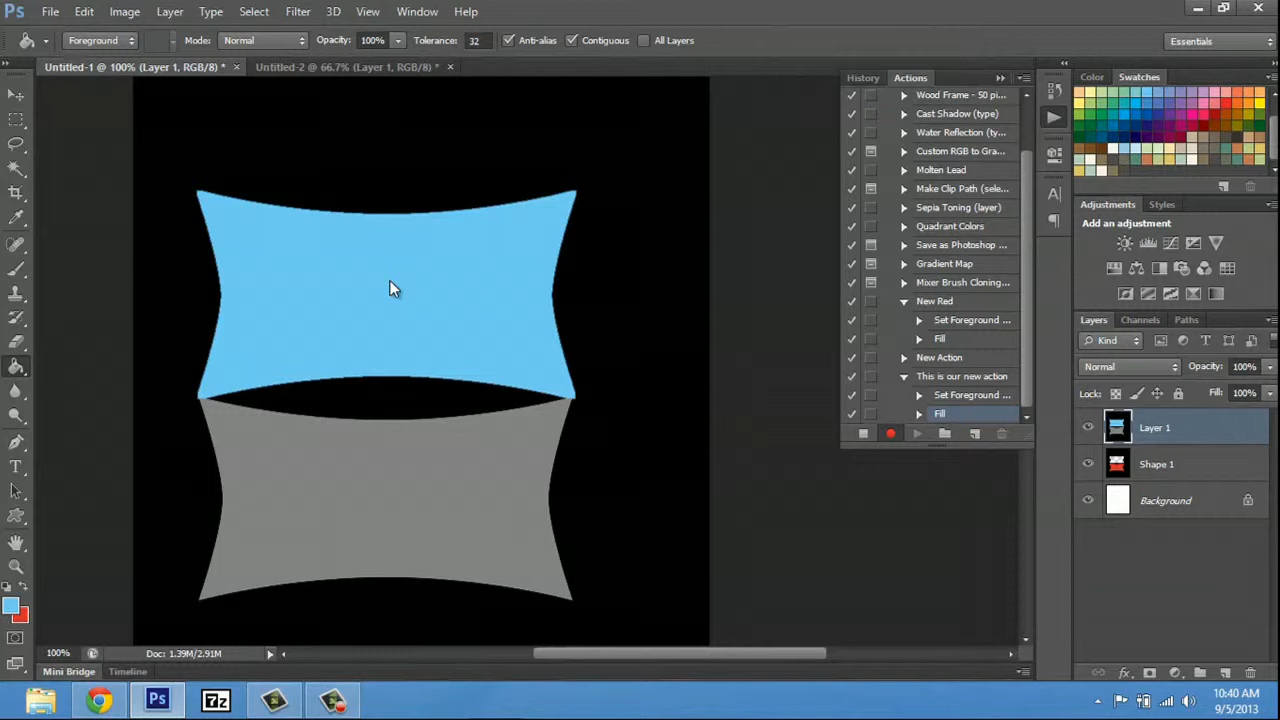 Ps File Edit Image Layer Type Select Filter 3D View Window Help
Foreground Mode: Normal Opacity: 100% Tolerance: 32 Anti-alias Contiguous All Layers Essentials
Untitled-1 @ 100% (Layer 1, RGB/8) * × Untitled-2 @ 66.7% (Layer 1, RGB/8) * ×
History Actions
Wood Frame - 50 pi...
Cast Shadow (type)
Water Reflection (ty...
Custom RGB to Gra...
Molten Lead
Make Clip Path (sele...
Sepia Toning (layer)
Quadrant Colors
Save as Photoshop ...
Gradient Map
Mixer Brush Cloning...
New Red
Set Foreground ...
Fill
New Action
This is our new action
Set Foreground ...
Fill
Color Swatches
Adjustments Styles
Add an adjustment
Layers Channels Paths
Kind
Normal Opacity: 100%
Lock: Fill: 100%
Layer 1
Shape 1
Background
100% Doc: 1.39M/2.91M
Mini Bridge Timeline
Ps 7z
10:40 AM
9/5/2013